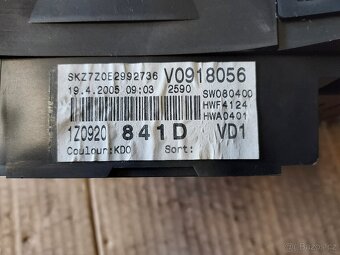 SKZ7Z0E2992736 V0918056
19.4.2005 09:03 2590 SW080400
HWF4124
HWA0401
1Z0920 841D VD1
Coulour:KDO Sort: